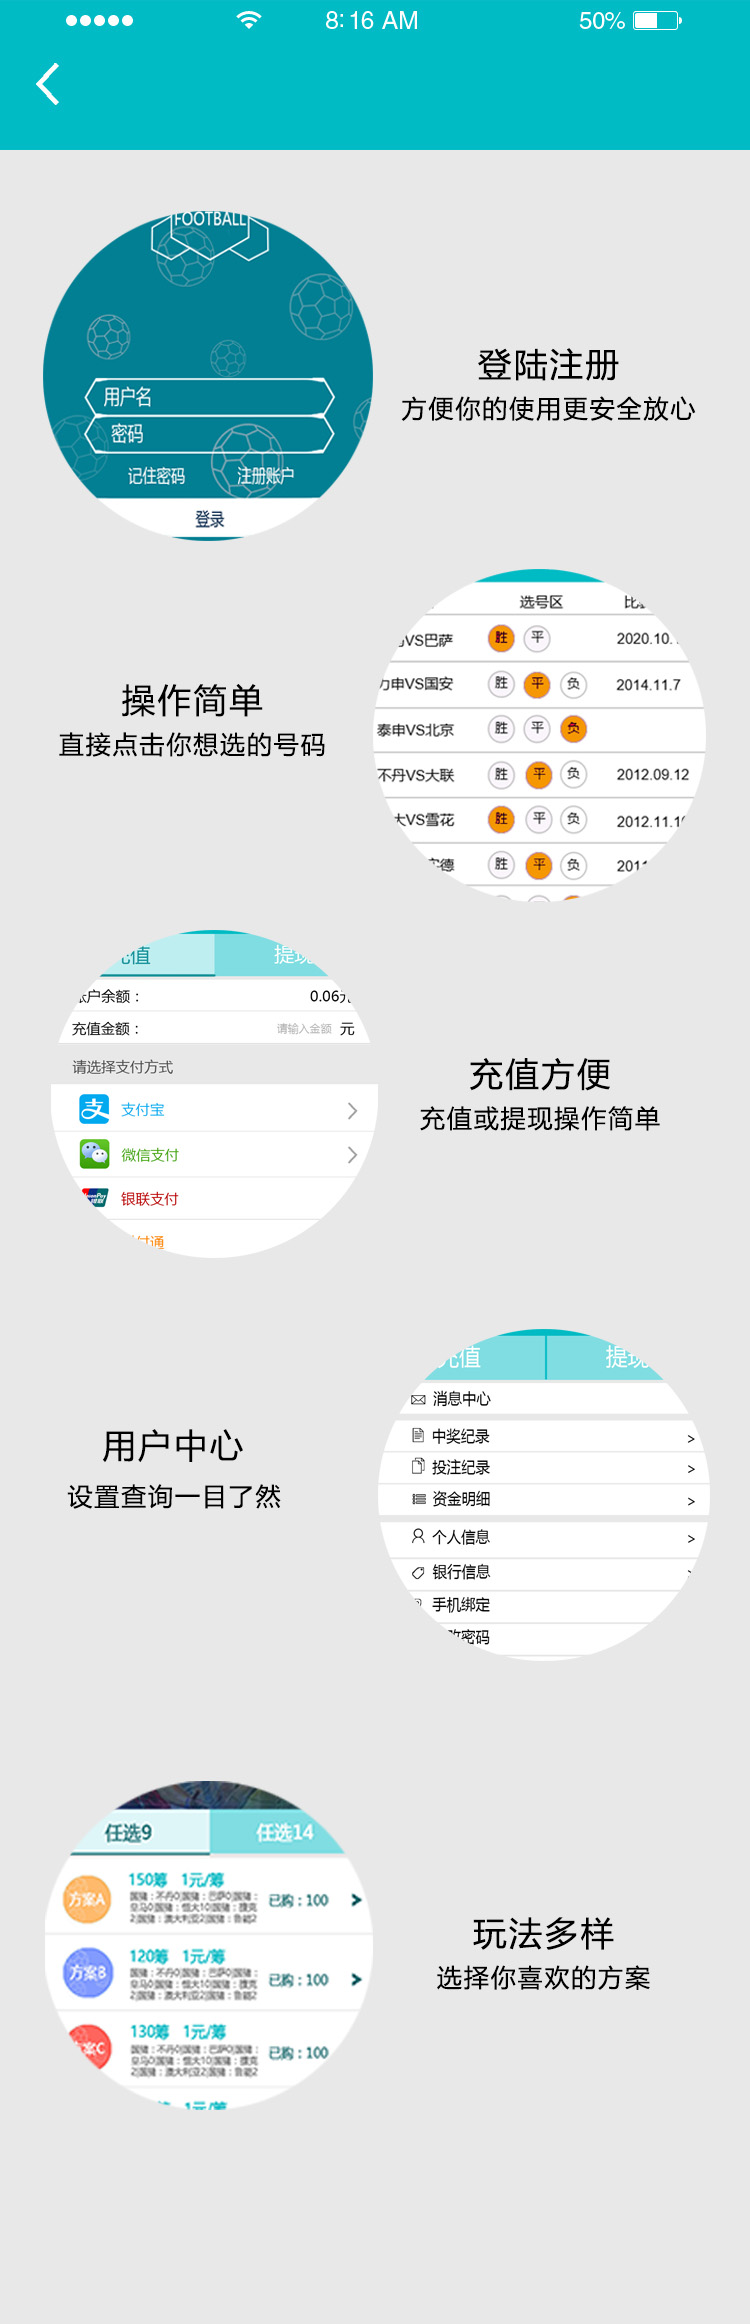 8:16 AM
50%
FOOTBALL
用户名
密码
记住密码
注册账户
登录
登陆注册
方便你的使用更安全放心
操作简单
直接点击你想选的号码
选号区
VS巴萨
胜
平
2020.10.
申VS国安
胜
平
负
2014.11.7
泰申VS北京
胜
平
负
不丹VS大联
胜
平
负
2012.09.12
大VS雪花
胜
平
负
2012.11.1
德
胜
平
负
201
值
提现
户余额：
0.06
充值金额：
请输入金额
元
请选择支付方式
支付宝
微信支付
银联支付
付通
充值方便
充值或提现操作简单
用户中心
设置查询一目了然
充值
提现
消息中心
中奖纪录
>
投注纪录
>
资金明细
>
个人信息
>
银行信息
手机绑定
密码
任选9
任选14
方案A
150筹 1元/筹
已购：100
方案B
120筹 1元/筹
已购：100
案C
130筹 1元/筹
已购：100
1元/筹
玩法多样
选择你喜欢的方案